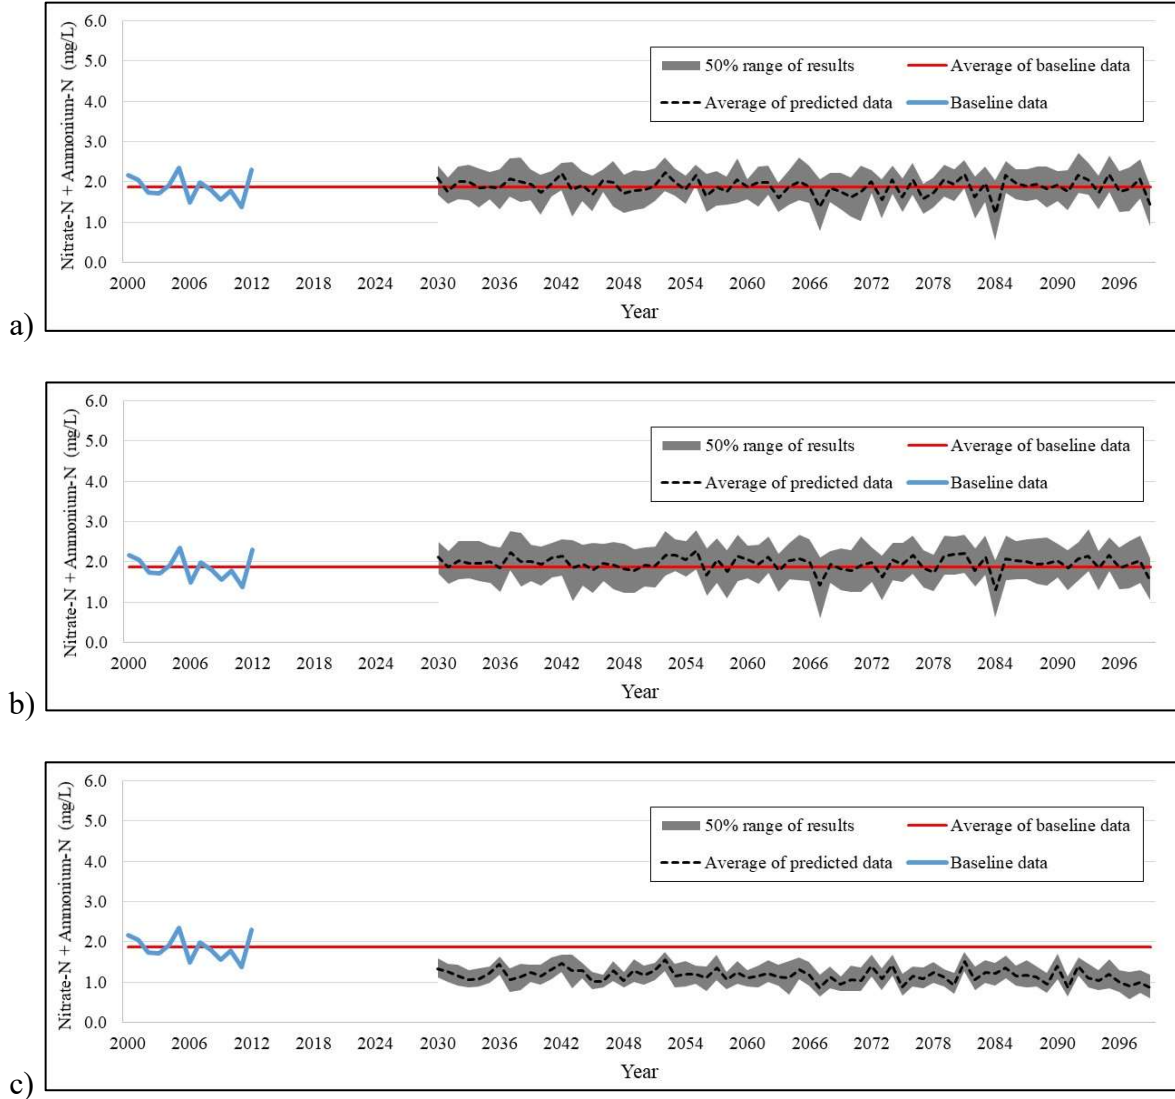 6.0
5.0
4.0
3.0
2.0
1.0
0.0
Nitrate-N + Ammonium-N (mg/L)
50% range of results
Average of baseline data
Average of predicted data
Baseline data
2000 2006 2012 2018 2024 2030 2036 2042 2048 2054 2060 2066 2072 2078 2084 2090 2096
Year
a)
6.0
5.0
4.0
3.0
2.0
1.0
0.0
Nitrate-N + Ammonium-N (mg/L)
50% range of results
Average of baseline data
Average of predicted data
Baseline data
2000 2006 2012 2018 2024 2030 2036 2042 2048 2054 2060 2066 2072 2078 2084 2090 2096
Year
b)
6.0
5.0
4.0
3.0
2.0
1.0
0.0
Nitrate-N + Ammonium-N (mg/L)
50% range of results
Average of baseline data
Average of predicted data
Baseline data
2000 2006 2012 2018 2024 2030 2036 2042 2048 2054 2060 2066 2072 2078 2084 2090 2096
Year
c)